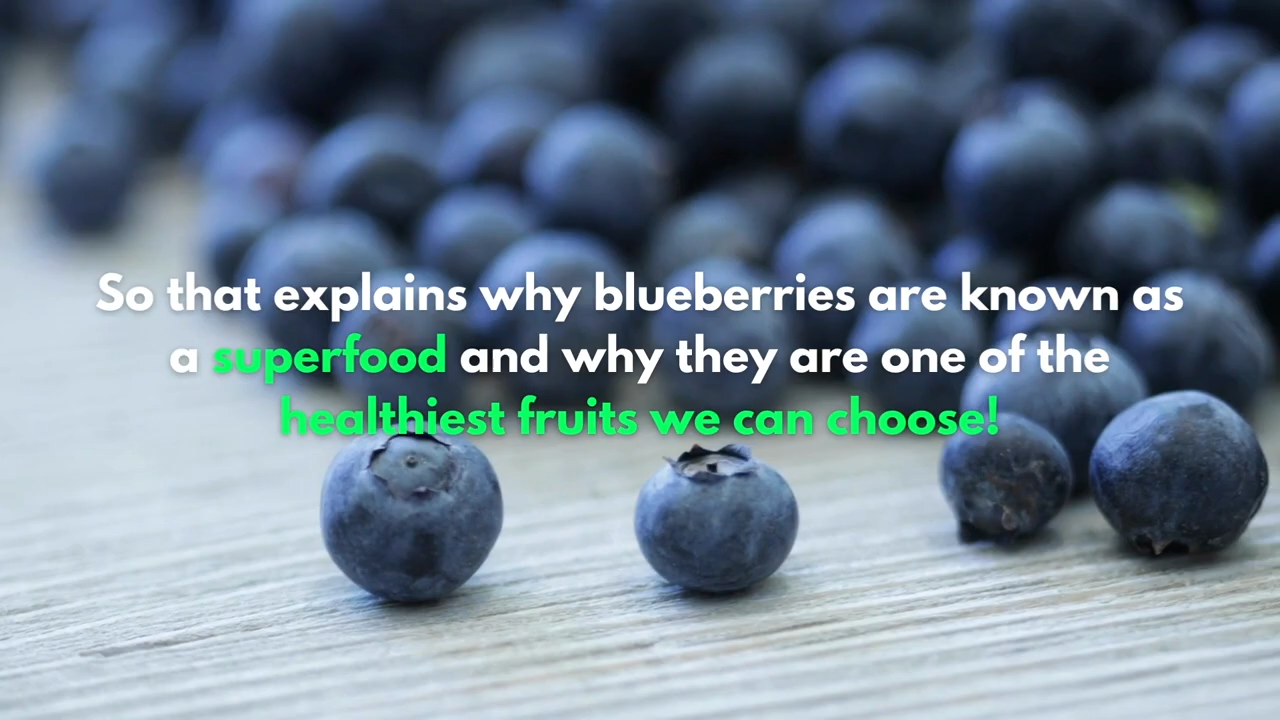 So that explains why blueberries are known as
a superfood and why they are one of the
healthiest fruits we can choose!